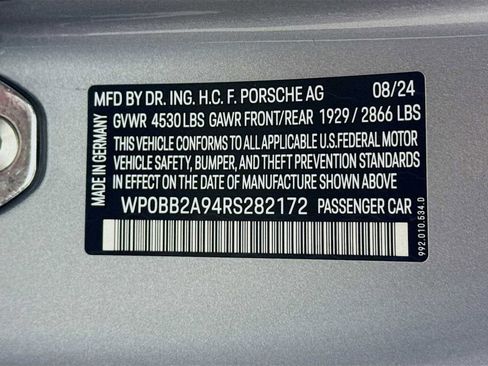 MADE IN GERMANY
MFD BY DR. ING. H.C. F. PORSCHE AG 08/24
GVWR 4530 LBS GAWR FRONT/REAR 1929 / 2866 LBS
THIS VEHICLE CONFORMS TO ALL APPLICABLE U.S.FEDERAL MOTOR
VEHICLE SAFETY, BUMPER, AND THEFT PREVENTION STANDARDS
IN EFFECT ON THE DATE OF MANUFACTURE SHOWN ABOVE.
WP0BB2A94RS282172 PASSENGER CAR
992.010.534.D